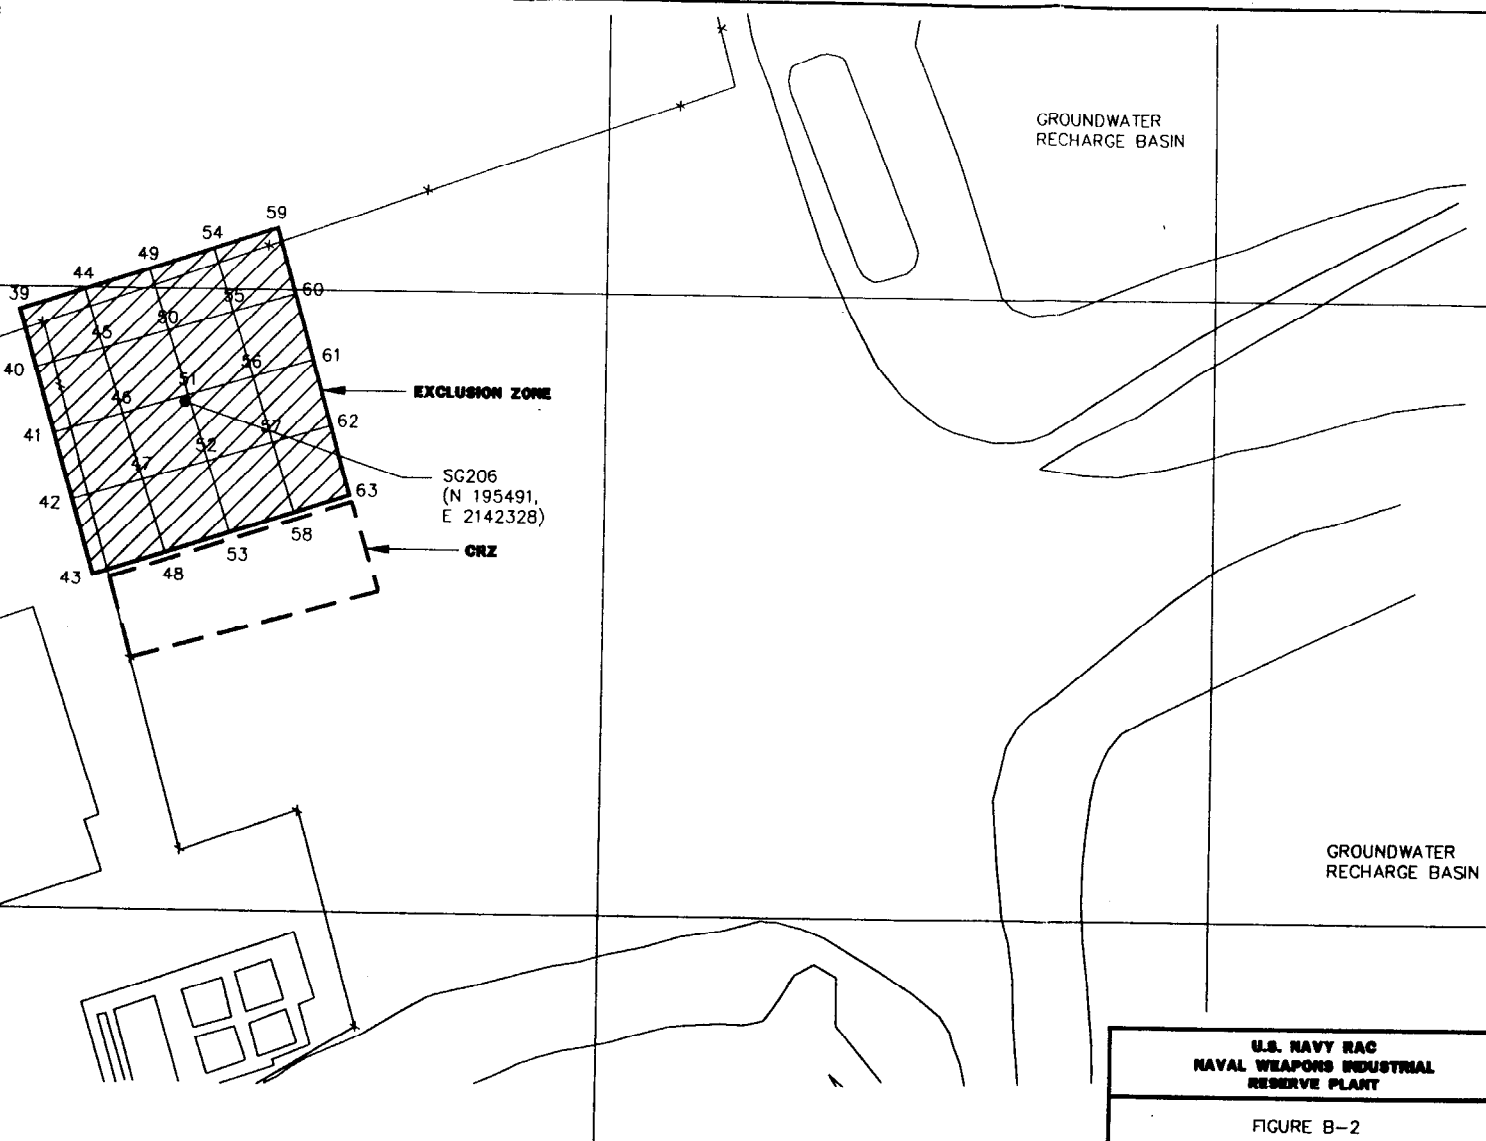 GROUNDWATER
RECHARGE BASIN
59
54
49
44
39
60
55
50
45
40
61
56
51
46
41
EXCLUSION ZONE
62
57
52
47
42
SG206
(N 195491,
E 2142328)
63
58
53
48
43
CRZ
GROUNDWATER
RECHARGE BASIN
U.S. NAVY RAC
NAVAL WEAPONS INDUSTRIAL
RESERVE PLANT
FIGURE B-2